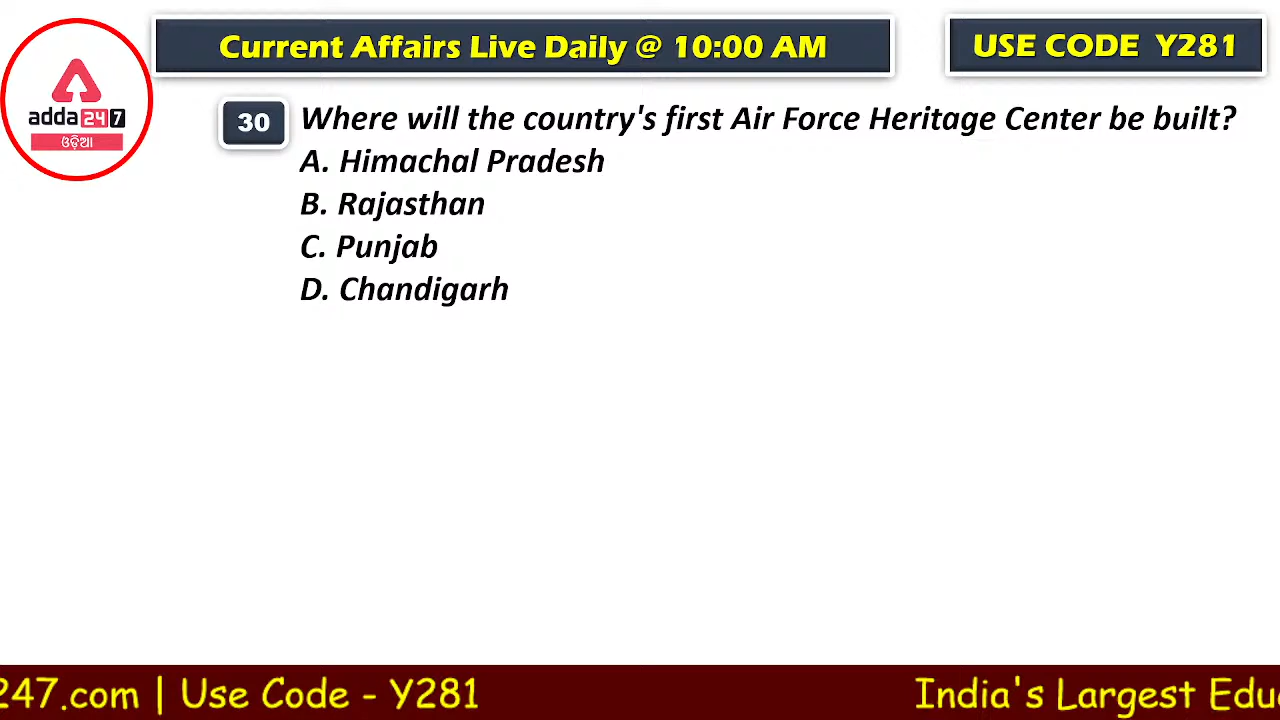 Current Affairs Live Daily @ 10:00 AM
USE CODE Y281
adda247
ଓଡ଼ିଆ
30 Where will the country's first Air Force Heritage Center be built?
A. Himachal Pradesh
B. Rajasthan
C. Punjab
D. Chandigarh
247.com | Use Code - Y281
India's Largest Edu